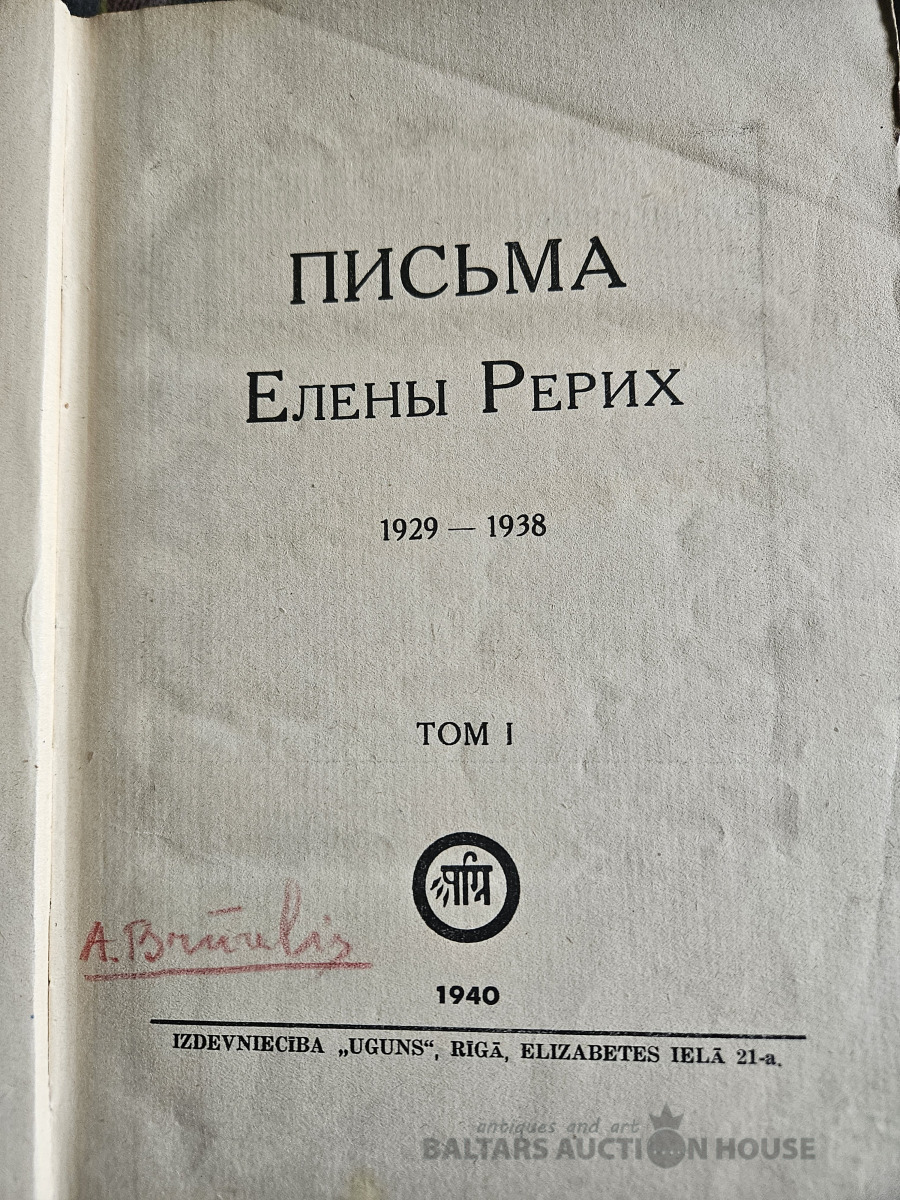 ПИСЬМА
ЕЛЕНЫ РЕРИХ
1929 — 1938
ТОМ I
अग्नि
A. Brūvelis
1940
IZDEVNIECĪBA „UGUNS“, RĪGĀ, ELIZABETES IELĀ 21-a.
antiques and art
BALTARS AUCTION HOUSE